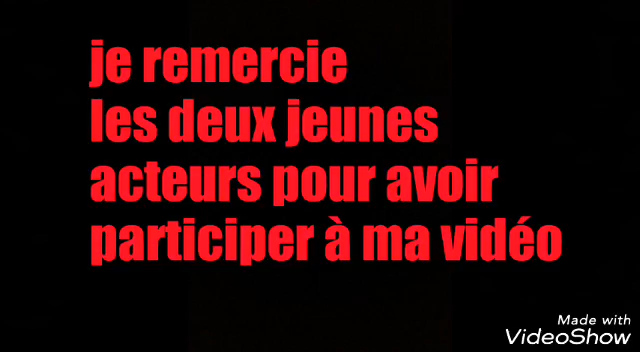 je remercie
les deux jeunes
acteurs pour avoir
participer à ma vidéo
Made with
VideoShow